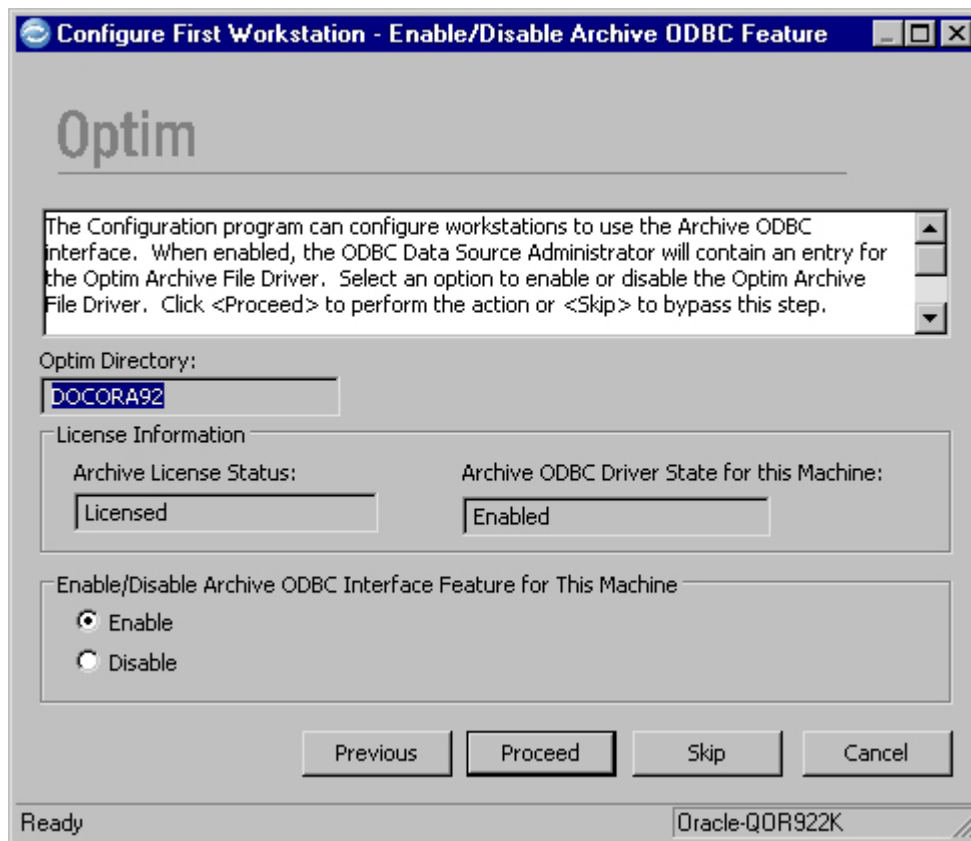 Configure First Workstation - Enable/Disable Archive ODBC Feature
Optim
The Configuration program can configure workstations to use the Archive ODBC
interface.  When enabled, the ODBC Data Source Administrator will contain an entry for
the Optim Archive File Driver.  Select an option to enable or disable the Optim Archive
File Driver.  Click <Proceed> to perform the action or <Skip> to bypass this step.
Optim Directory:
DOCORA92
License Information
Archive License Status:
Archive ODBC Driver State for this Machine:
Licensed
Enabled
Enable/Disable Archive ODBC Interface Feature for This Machine
Enable
Disable
Previous
Proceed
Skip
Cancel
Ready
Oracle-QOR922K